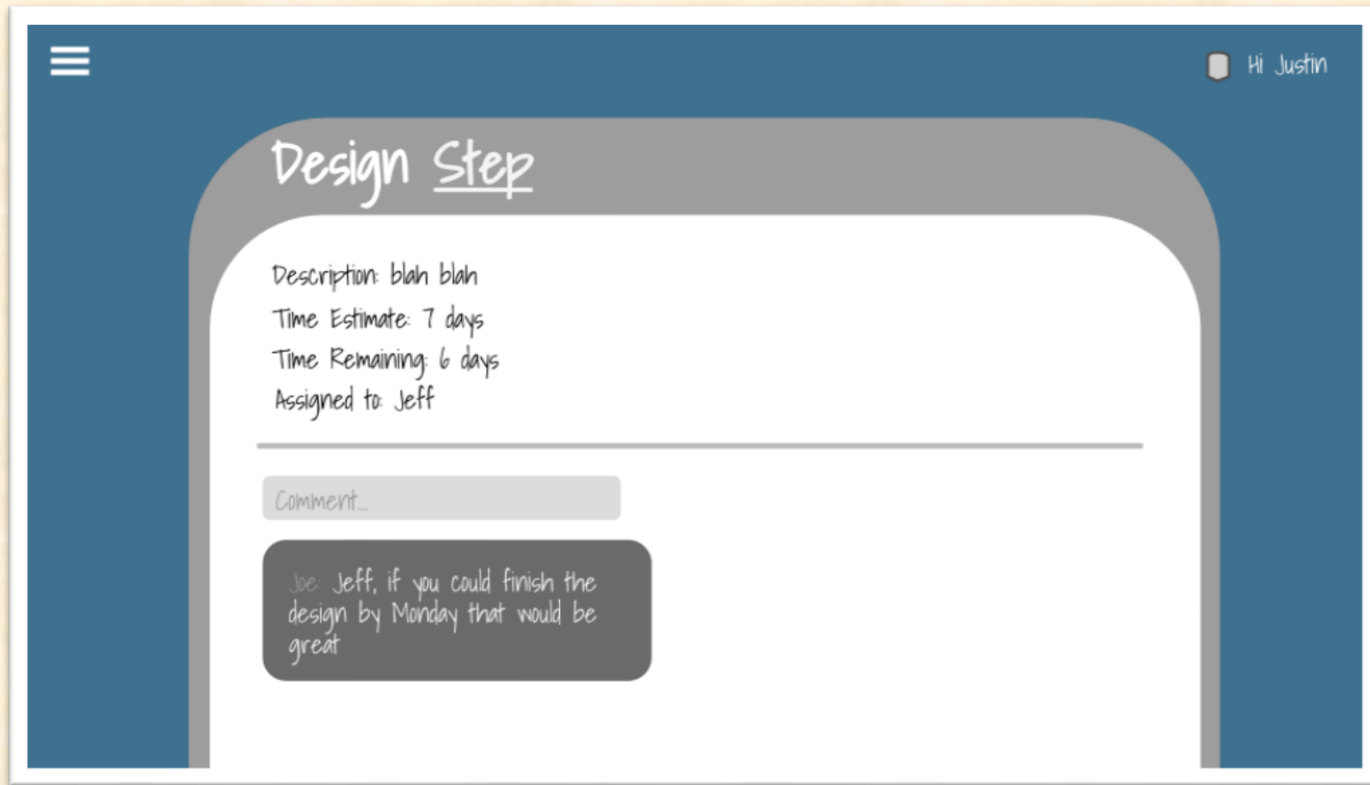 Hi Justin
Design Step
Description: blah blah
Time Estimate: 7 days
Time Remaining: 6 days
Assigned to: Jeff
Comment...
Joe: Jeff, if you could finish the
design by Monday that would be
great